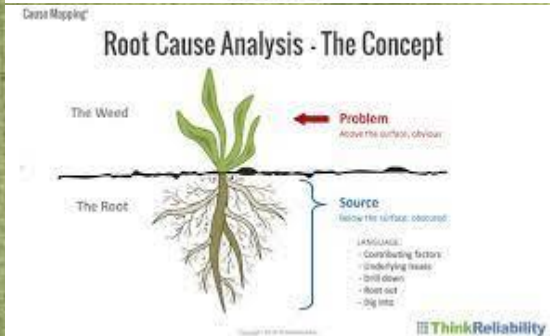 Cause Mapping®
Root Cause Analysis - The Concept
The Weed
Problem
Above the surface, obvious
The Root
Source
Below the surface, obscured
LANGUAGE:
- Contributing factors
- Underlying issues
- Drill down
- Root out
- Dig into
Copyright
ThinkReliability